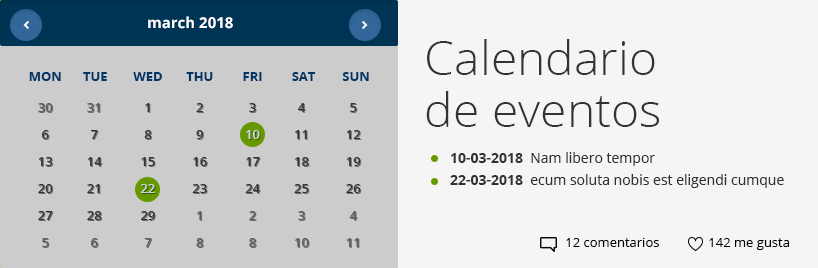 march 2018
MON TUE WED THU FRI SAT SUN
30 31 1 2 3 4 5
6 7 8 9 10 11 12
13 14 15 16 17 18 19
20 21 22 23 24 25 26
27 28 29 1 2 3 4
5 6 7 8 8 10 11
Calendario
de eventos
10-03-2018 Nam libero tempor
22-03-2018 ecum soluta nobis est eligendi cumque
12 comentarios 142 me gusta